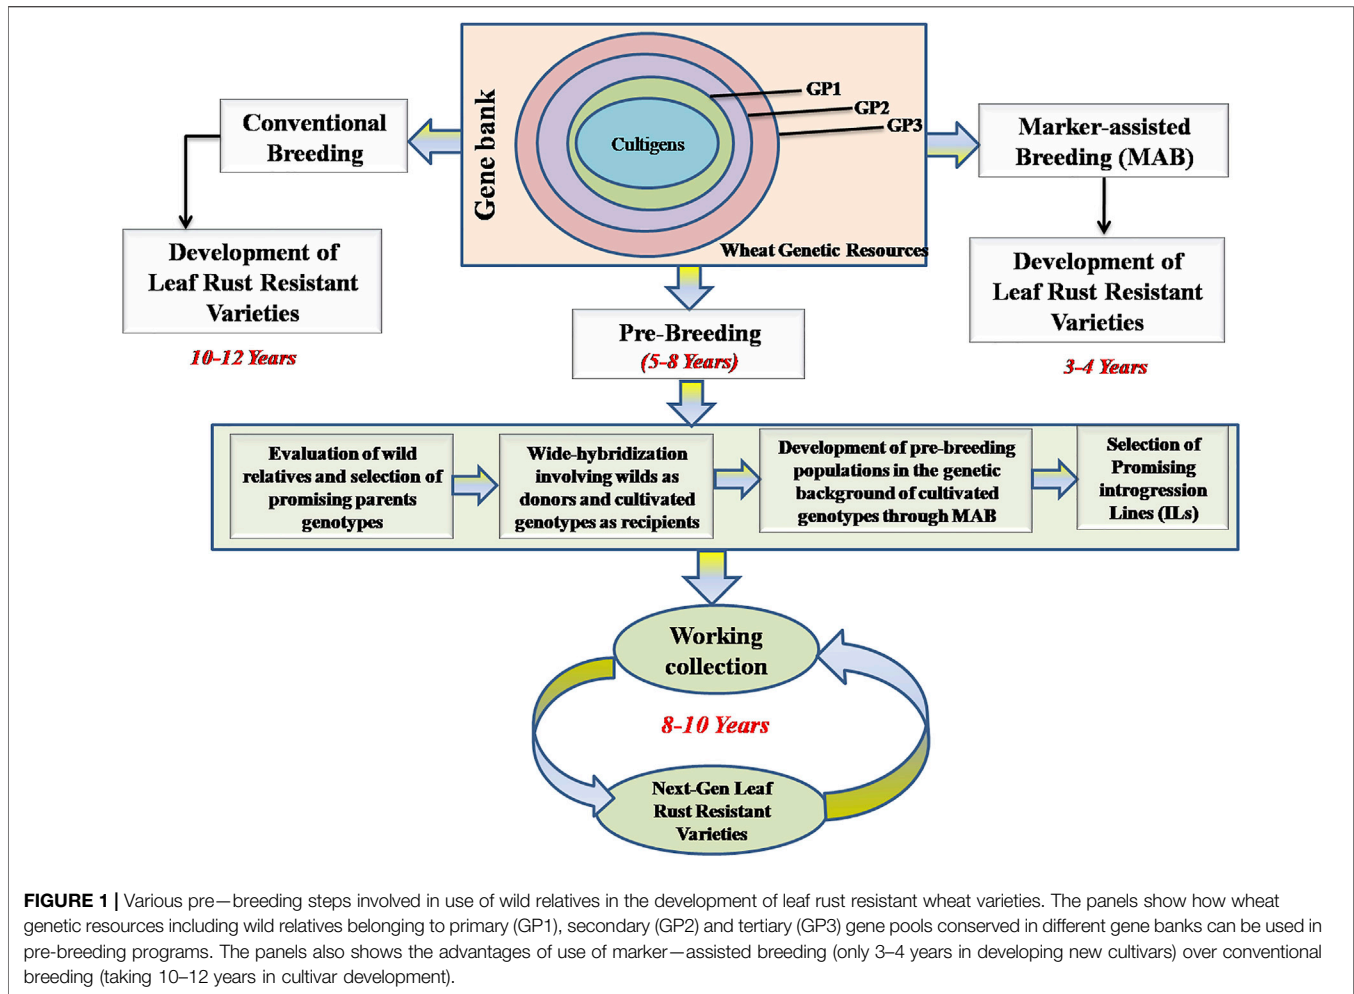 Gene bank
Cultigens
GP1
GP2
GP3
Wheat Genetic Resources
Conventional
Breeding
Development of
Leaf Rust Resistant
Varieties
10-12 Years
Marker-assisted
Breeding (MAB)
Development of
Leaf Rust Resistant
Varieties
3-4 Years
Pre-Breeding
(5-8 Years)
Evaluation of wild
relatives and selection of
promising parents
genotypes
Wide-hybridization
involving wilds as
donors and cultivated
genotypes as recipients
Development of pre-breeding
populations in the genetic
background of cultivated
genotypes through MAB
Selection of
Promising
introgression
Lines (ILs)
Working
collection
8-10 Years
Next-Gen Leaf
Rust Resistant
Varieties
FIGURE 1 | Various pre—breeding steps involved in use of wild relatives in the development of leaf rust resistant wheat varieties. The panels show how wheat
genetic resources including wild relatives belonging to primary (GP1), secondary (GP2) and tertiary (GP3) gene pools conserved in different gene banks can be used in
pre-breeding programs. The panels also shows the advantages of use of marker—assisted breeding (only 3–4 years in developing new cultivars) over conventional
breeding (taking 10–12 years in cultivar development).